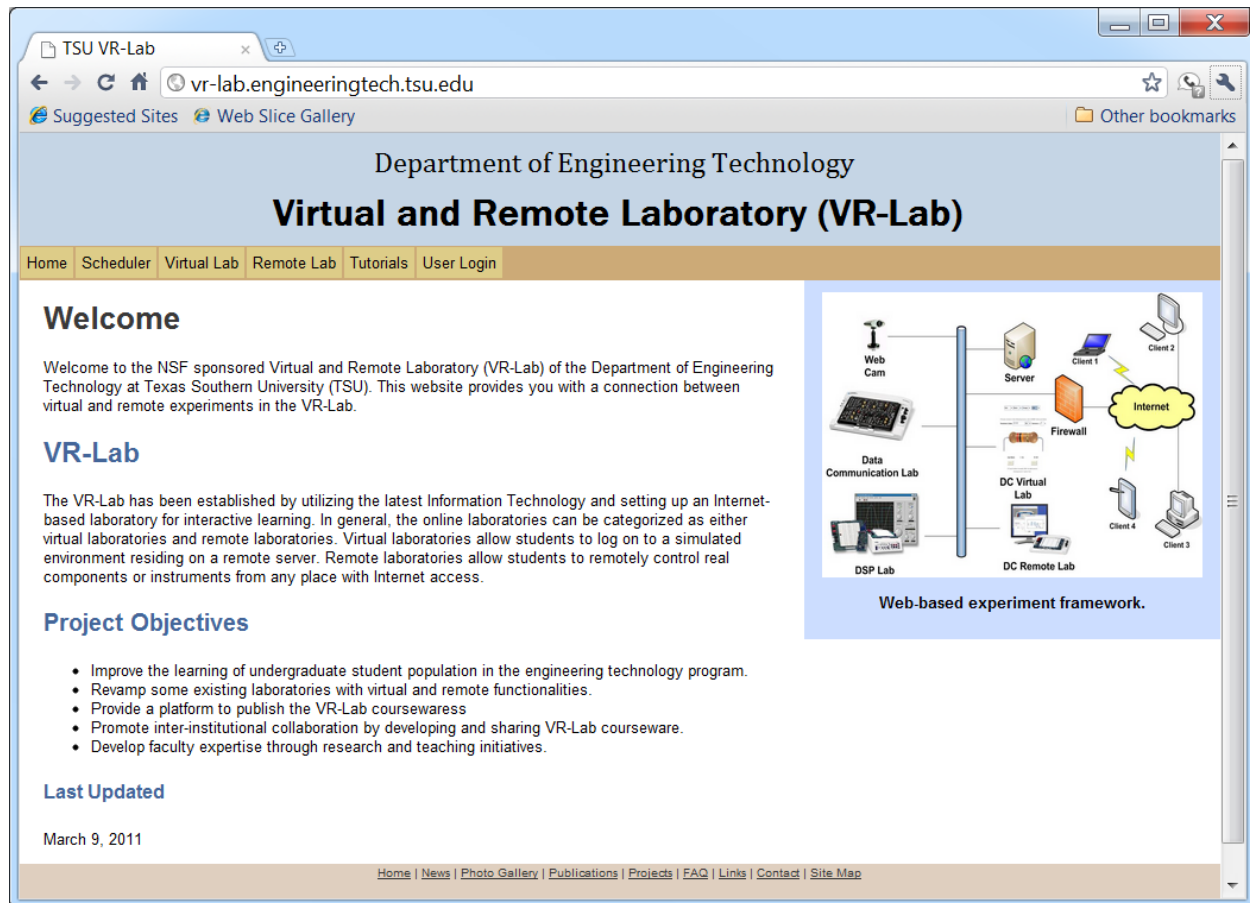 TSU VR-Lab
vr-lab.engineeringtech.tsu.edu
Suggested Sites Web Slice Gallery Other bookmarks
Department of Engineering Technology
Virtual and Remote Laboratory (VR-Lab)
Home Scheduler Virtual Lab Remote Lab Tutorials User Login
Welcome
Welcome to the NSF sponsored Virtual and Remote Laboratory (VR-Lab) of the Department of Engineering
Technology at Texas Southern University (TSU). This website provides you with a connection between
virtual and remote experiments in the VR-Lab.
VR-Lab
The VR-Lab has been established by utilizing the latest Information Technology and setting up an Internet-
based laboratory for interactive learning. In general, the online laboratories can be categorized as either
virtual laboratories and remote laboratories. Virtual laboratories allow students to log on to a simulated
environment residing on a remote server. Remote laboratories allow students to remotely control real
components or instruments from any place with Internet access.
Project Objectives
• Improve the learning of undergraduate student population in the engineering technology program.
• Revamp some existing laboratories with virtual and remote functionalities.
• Provide a platform to publish the VR-Lab coursewaress
• Promote inter-institutional collaboration by developing and sharing VR-Lab courseware.
• Develop faculty expertise through research and teaching initiatives.
Last Updated
March 9, 2011
Web
Cam
Server
Client 1
Client 2
Internet
Firewall
Data
Communication Lab
DC Virtual
Lab
Client 4
Client 3
DSP Lab
DC Remote Lab
Web-based experiment framework.
Home | News | Photo Gallery | Publications | Projects | FAQ | Links | Contact | Site Map